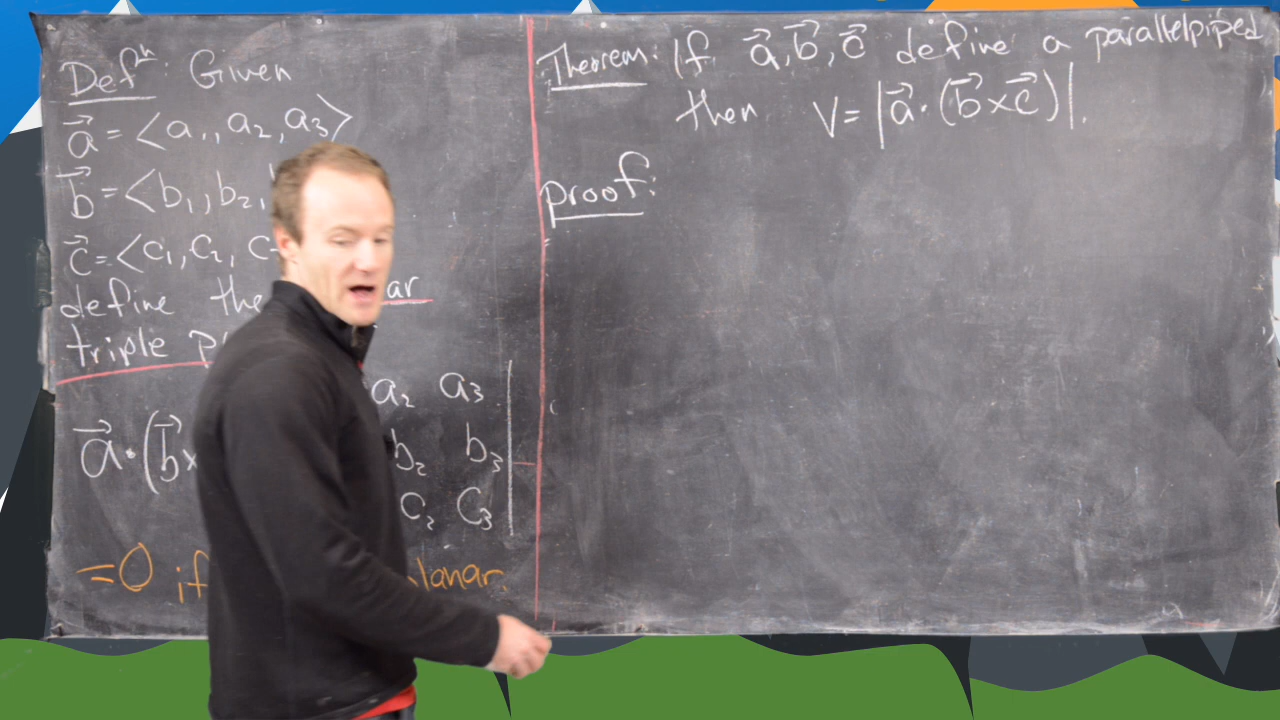 Defⁿ: Given
a⃗ = <a₁, a₂, a₃>
b⃗ = <b₁, b₂,
c⃗ = <c₁, c₂, c
define the ar
triple p
a⃗·(b⃗×
a₂ a₃
b₂ b₃
c₂ c₃
=0 if lanar.
Theorem: If a⃗, b⃗, c⃗ define a parallelpiped
then V = |a⃗·(b⃗×c⃗)|.
proof: